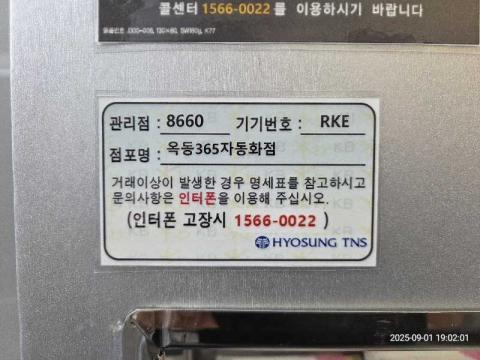 콜센터 1566-0022를 이용하시기 바랍니다
관리점 : 8660 기기번호 : RKE
점포명 : 옥동365자동화점
거래이상이 발생한 경우 명세표를 참고하시고
문의사항은 인터폰을 이용해 주십시오.
(인터폰 고장시 1566-0022 )
HYOSUNG TNS
2025-09-01 19:02:01